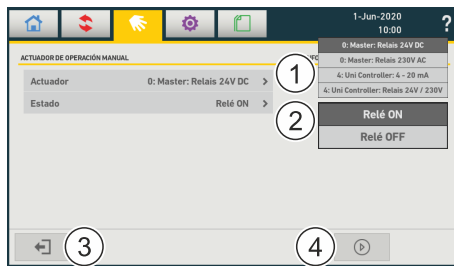 1-Jun-2020
10:00
?
ACTUADOR DE OPERACIÓN MANUAL
Actuador 0: Master: Relais 24V DC >
Estado Relé ON >
1
0: Master: Relais 24V DC
0: Master: Relais 230V AC
4: Uni Controller: 4 – 20 mA
4: Uni Controller: Relais 24V / 230V
2
Relé ON
Relé OFF
3
4